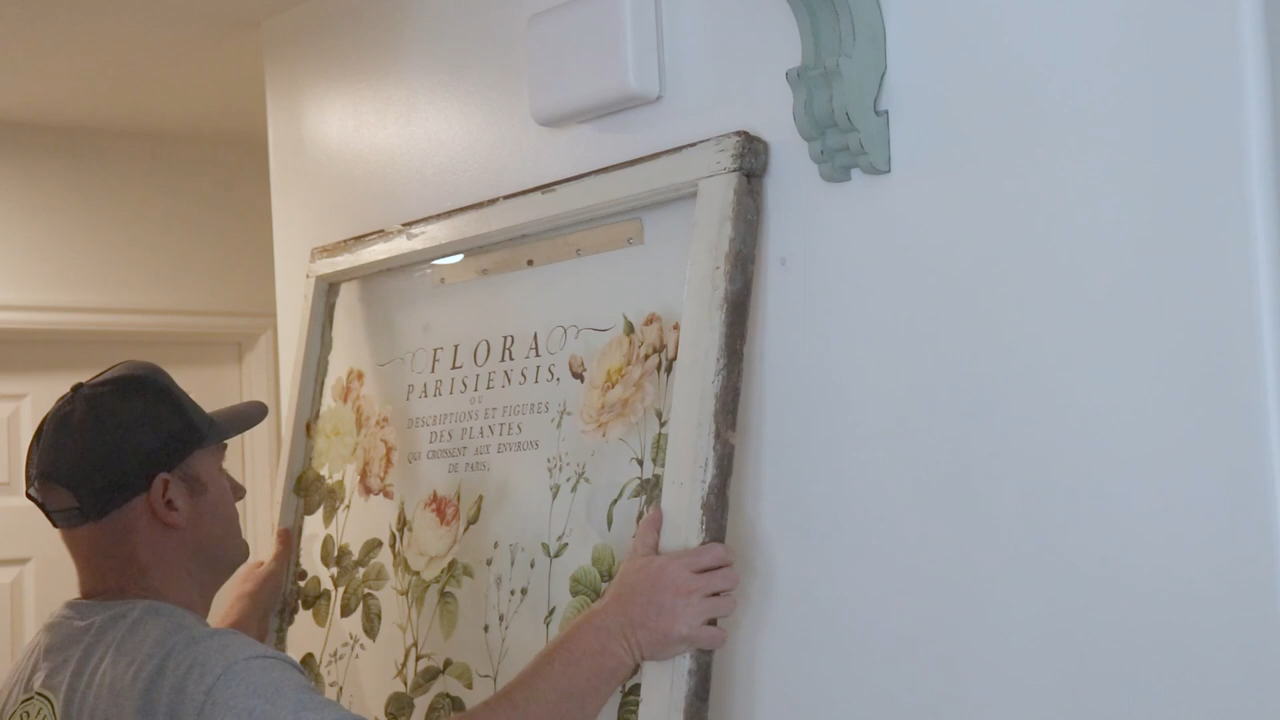 FLORA
PARISIENSIS,
OU
DESCRIPTIONS ET FIGURES
DES PLANTES
QUI CROISSENT AUX ENVIRONS
DE PARIS,